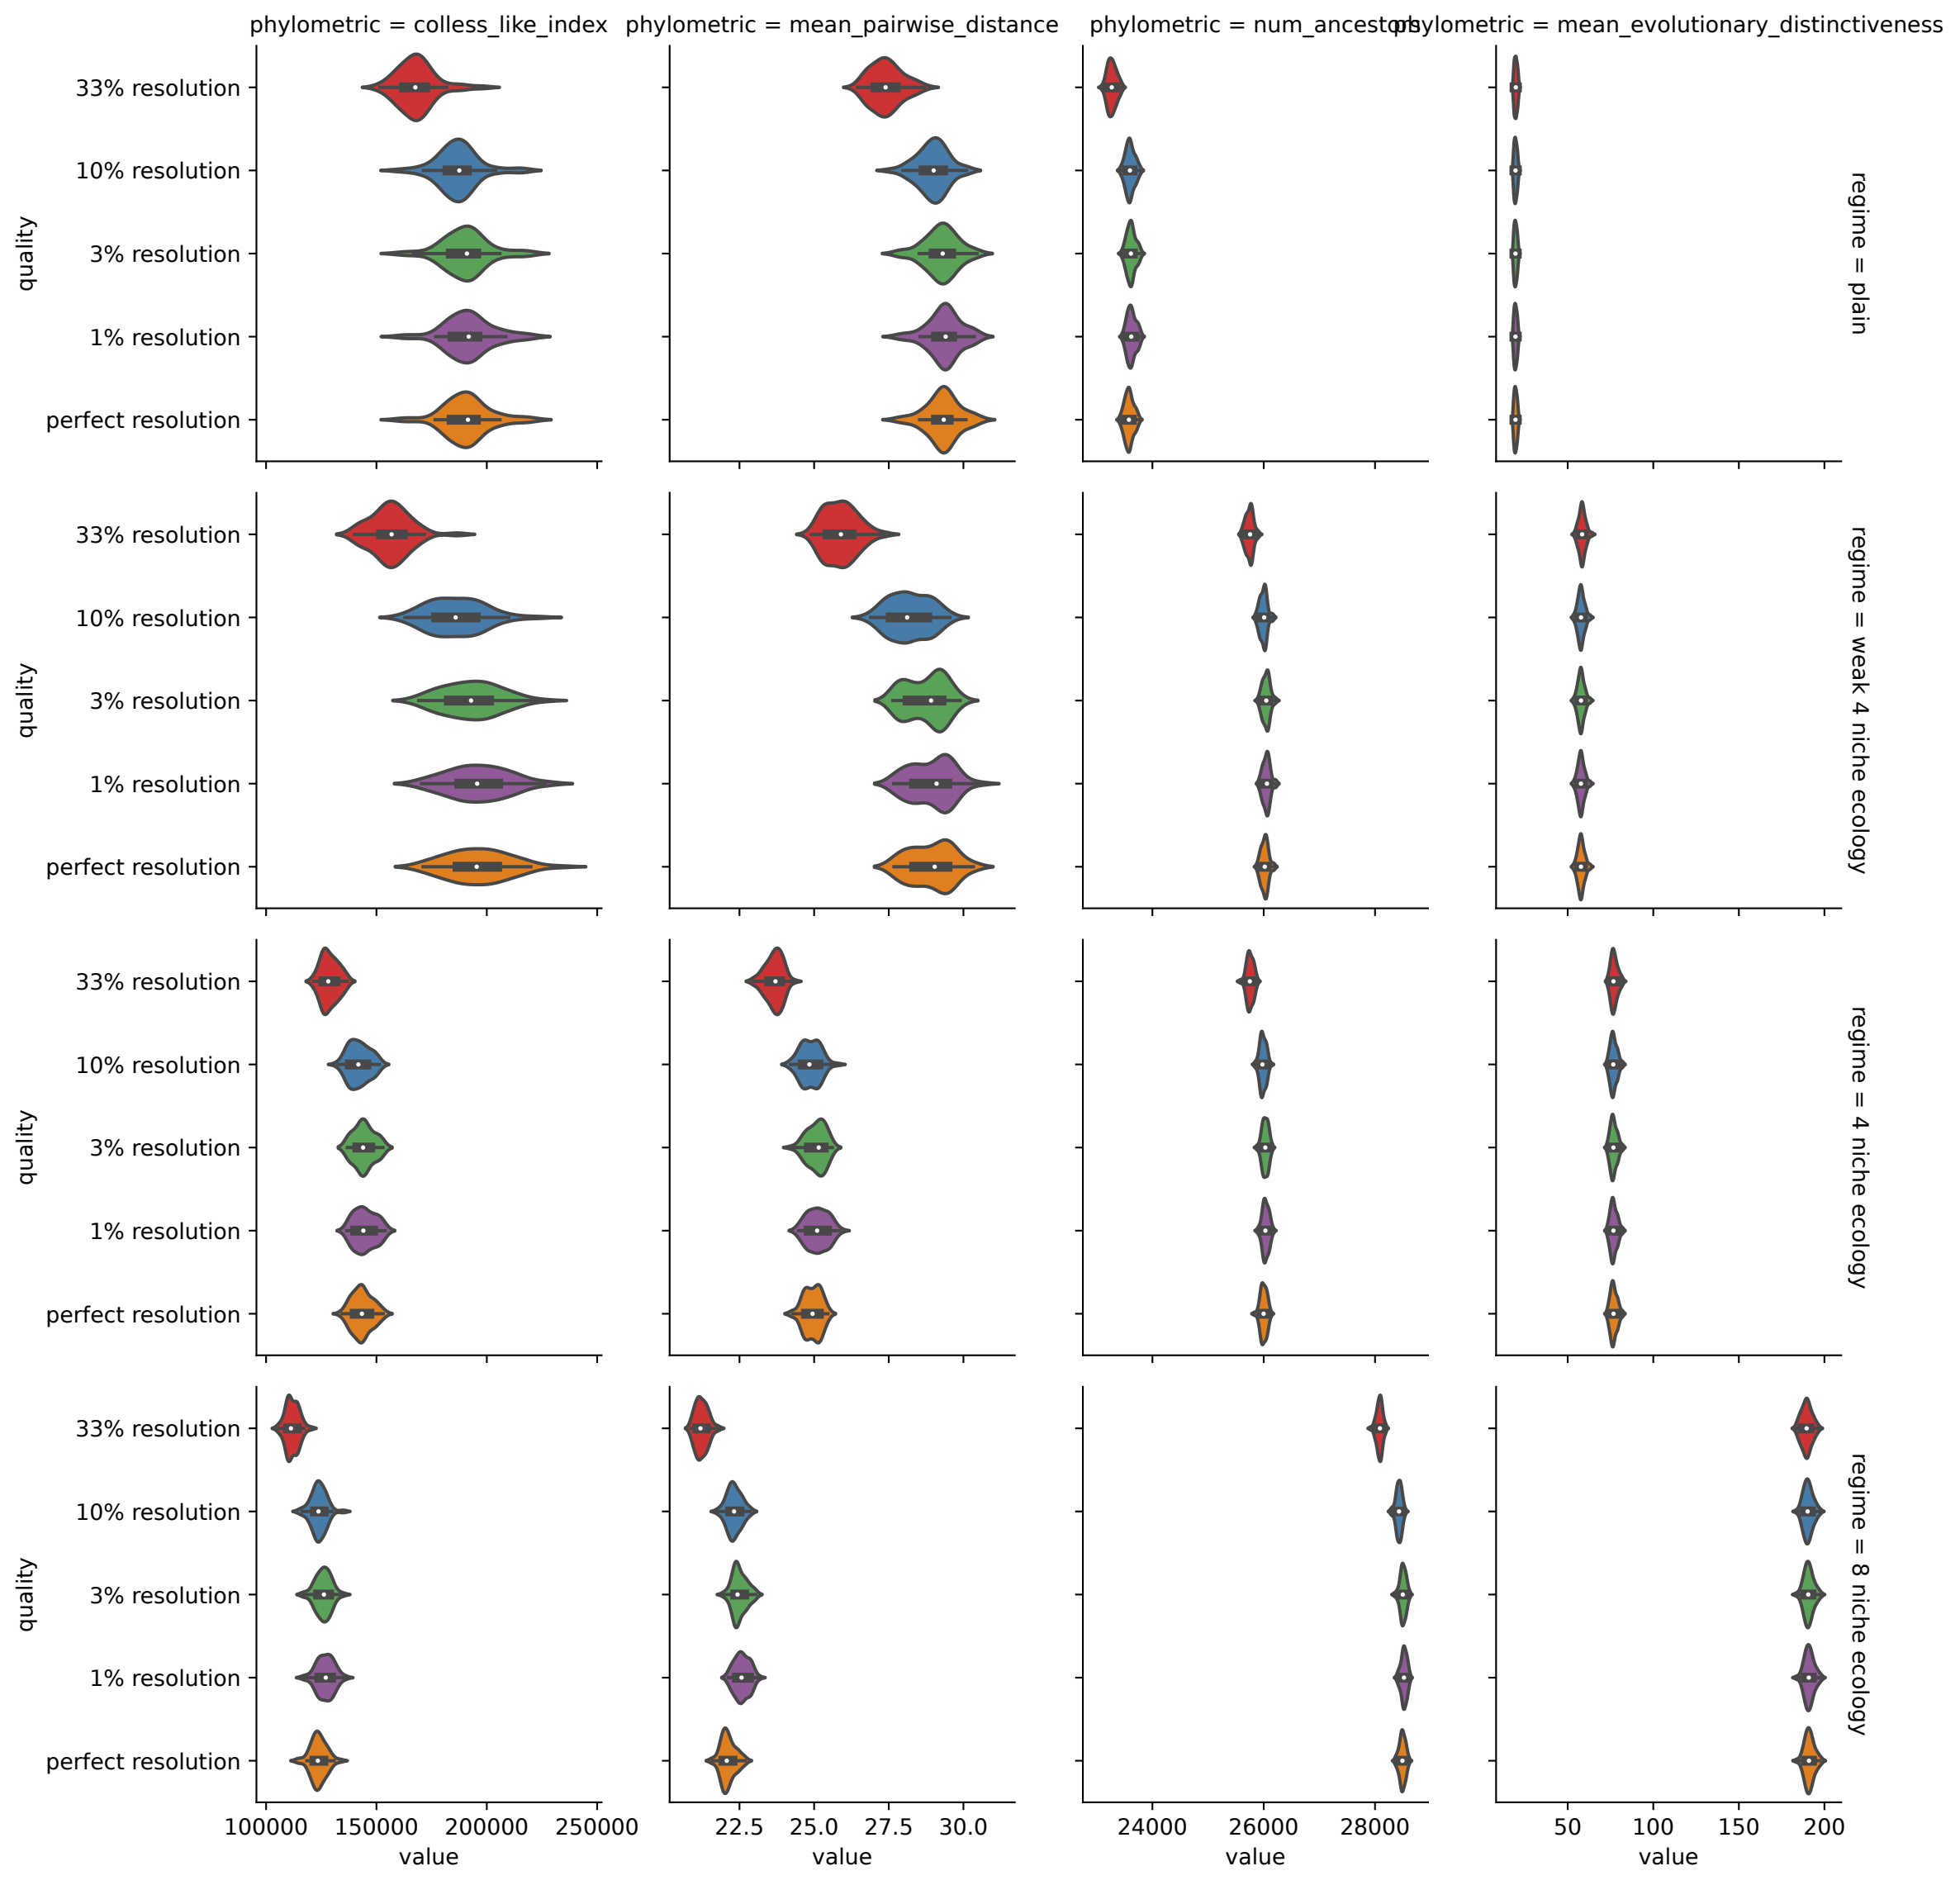 phylometric = colless_like_index
phylometric = mean_pairwise_distance
phylometric = num_ancestors
phylometric = mean_evolutionary_distinctiveness
quality
33% resolution
10% resolution
3% resolution
1% resolution
perfect resolution
regime = plain
quality
33% resolution
10% resolution
3% resolution
1% resolution
perfect resolution
regime = weak 4 niche ecology
quality
33% resolution
10% resolution
3% resolution
1% resolution
perfect resolution
regime = 4 niche ecology
quality
33% resolution
10% resolution
3% resolution
1% resolution
perfect resolution
regime = 8 niche ecology
100000 150000 200000 250000
22.5 25.0 27.5 30.0
24000 26000 28000
50 100 150 200
value
value
value
value